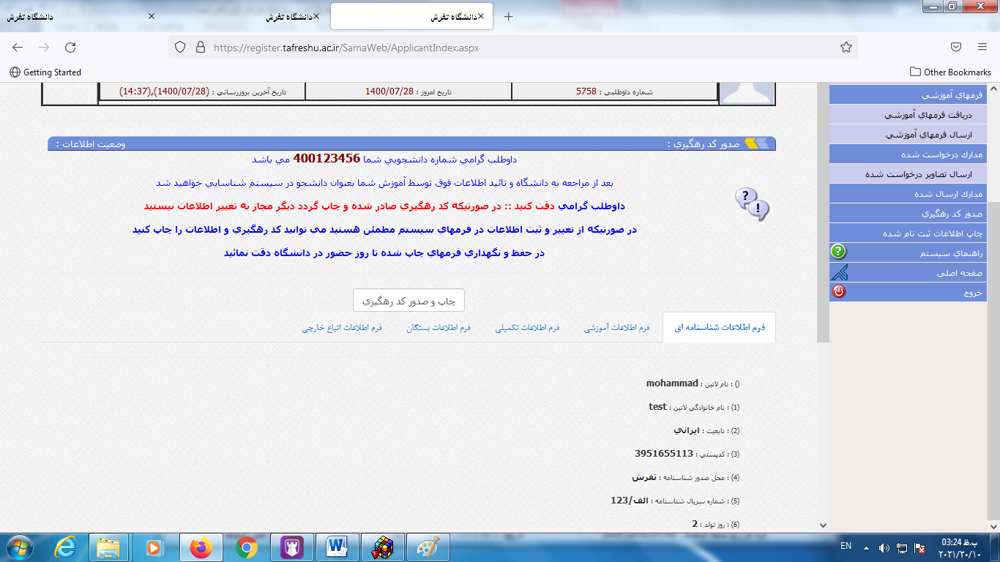 دانشگاه تفرش
دانشگاه تفرش
دانشگاه تفرش
https://register.tafreshu.ac.ir/SamaWeb/ApplicantIndex.aspx
Getting Started
Other Bookmarks
شماره داوطلبي : 5758
تاریخ امروز : 1400/07/28
تاریخ آخرین بروزرساني : (1400/07/28),(14:37)
صدور کد رهگيري :
وضعیت اطلاعات :
داوطلب گرامي شماره دانشجويي شما 400123456 مي باشد
بعد از مراجعه به دانشگاه و تائيد اطلاعات فوق توسط آموزش شما بعنوان دانشجو در سيستم شناسايي خواهيد شد
داوطلب گرامي دقت کنيد :: در صورتيکه کد رهگيري صادر شده و چاپ گردد ديگر مجاز به تغيير اطلاعات نيستيد
در صورتيکه از تغيير و ثبت اطلاعات در فرمهاي سيستم مطمئن هستيد مي توانيد کد رهگيري و اطلاعات را چاپ کنيد
در حفظ و نگهداري فرمهاي چاپ شده تا روز حضور در دانشگاه دقت نمائيد
چاپ و صدور کد رهگيري
فرم اطلاعات شناسنامه ای
فرم اطلاعات آموزشی
فرم اطلاعات تکمیلی
فرم اطلاعات بستگان
فرم اطلاعات اتباع خارجی
() : نام لاتين : mohammad
(1) : نام خانوادگي لاتين : test
(2) : تابعيت : ايراني
(3) : کدپستي : 3951655113
(4) : محل صدور شناسنامه : تفرش
(5) : شماره سريال شناسنامه : الف/123
(6) : روز تولد : 2
فرمهاي آموزشي
دريافت فرمهاي آموزشي
ارسال فرمهاي آموزشي
مدارك درخواست شده
ارسال تصاوير درخواست شده
مدارك ارسال شده
صدور کد رهگيري
چاپ اطلاعات ثبت نام شده
راهنماي سيستم
صفحه اصلي
خروج
EN
03:24 ب.ظ
۲۰۲۱/۲۰/۱۰